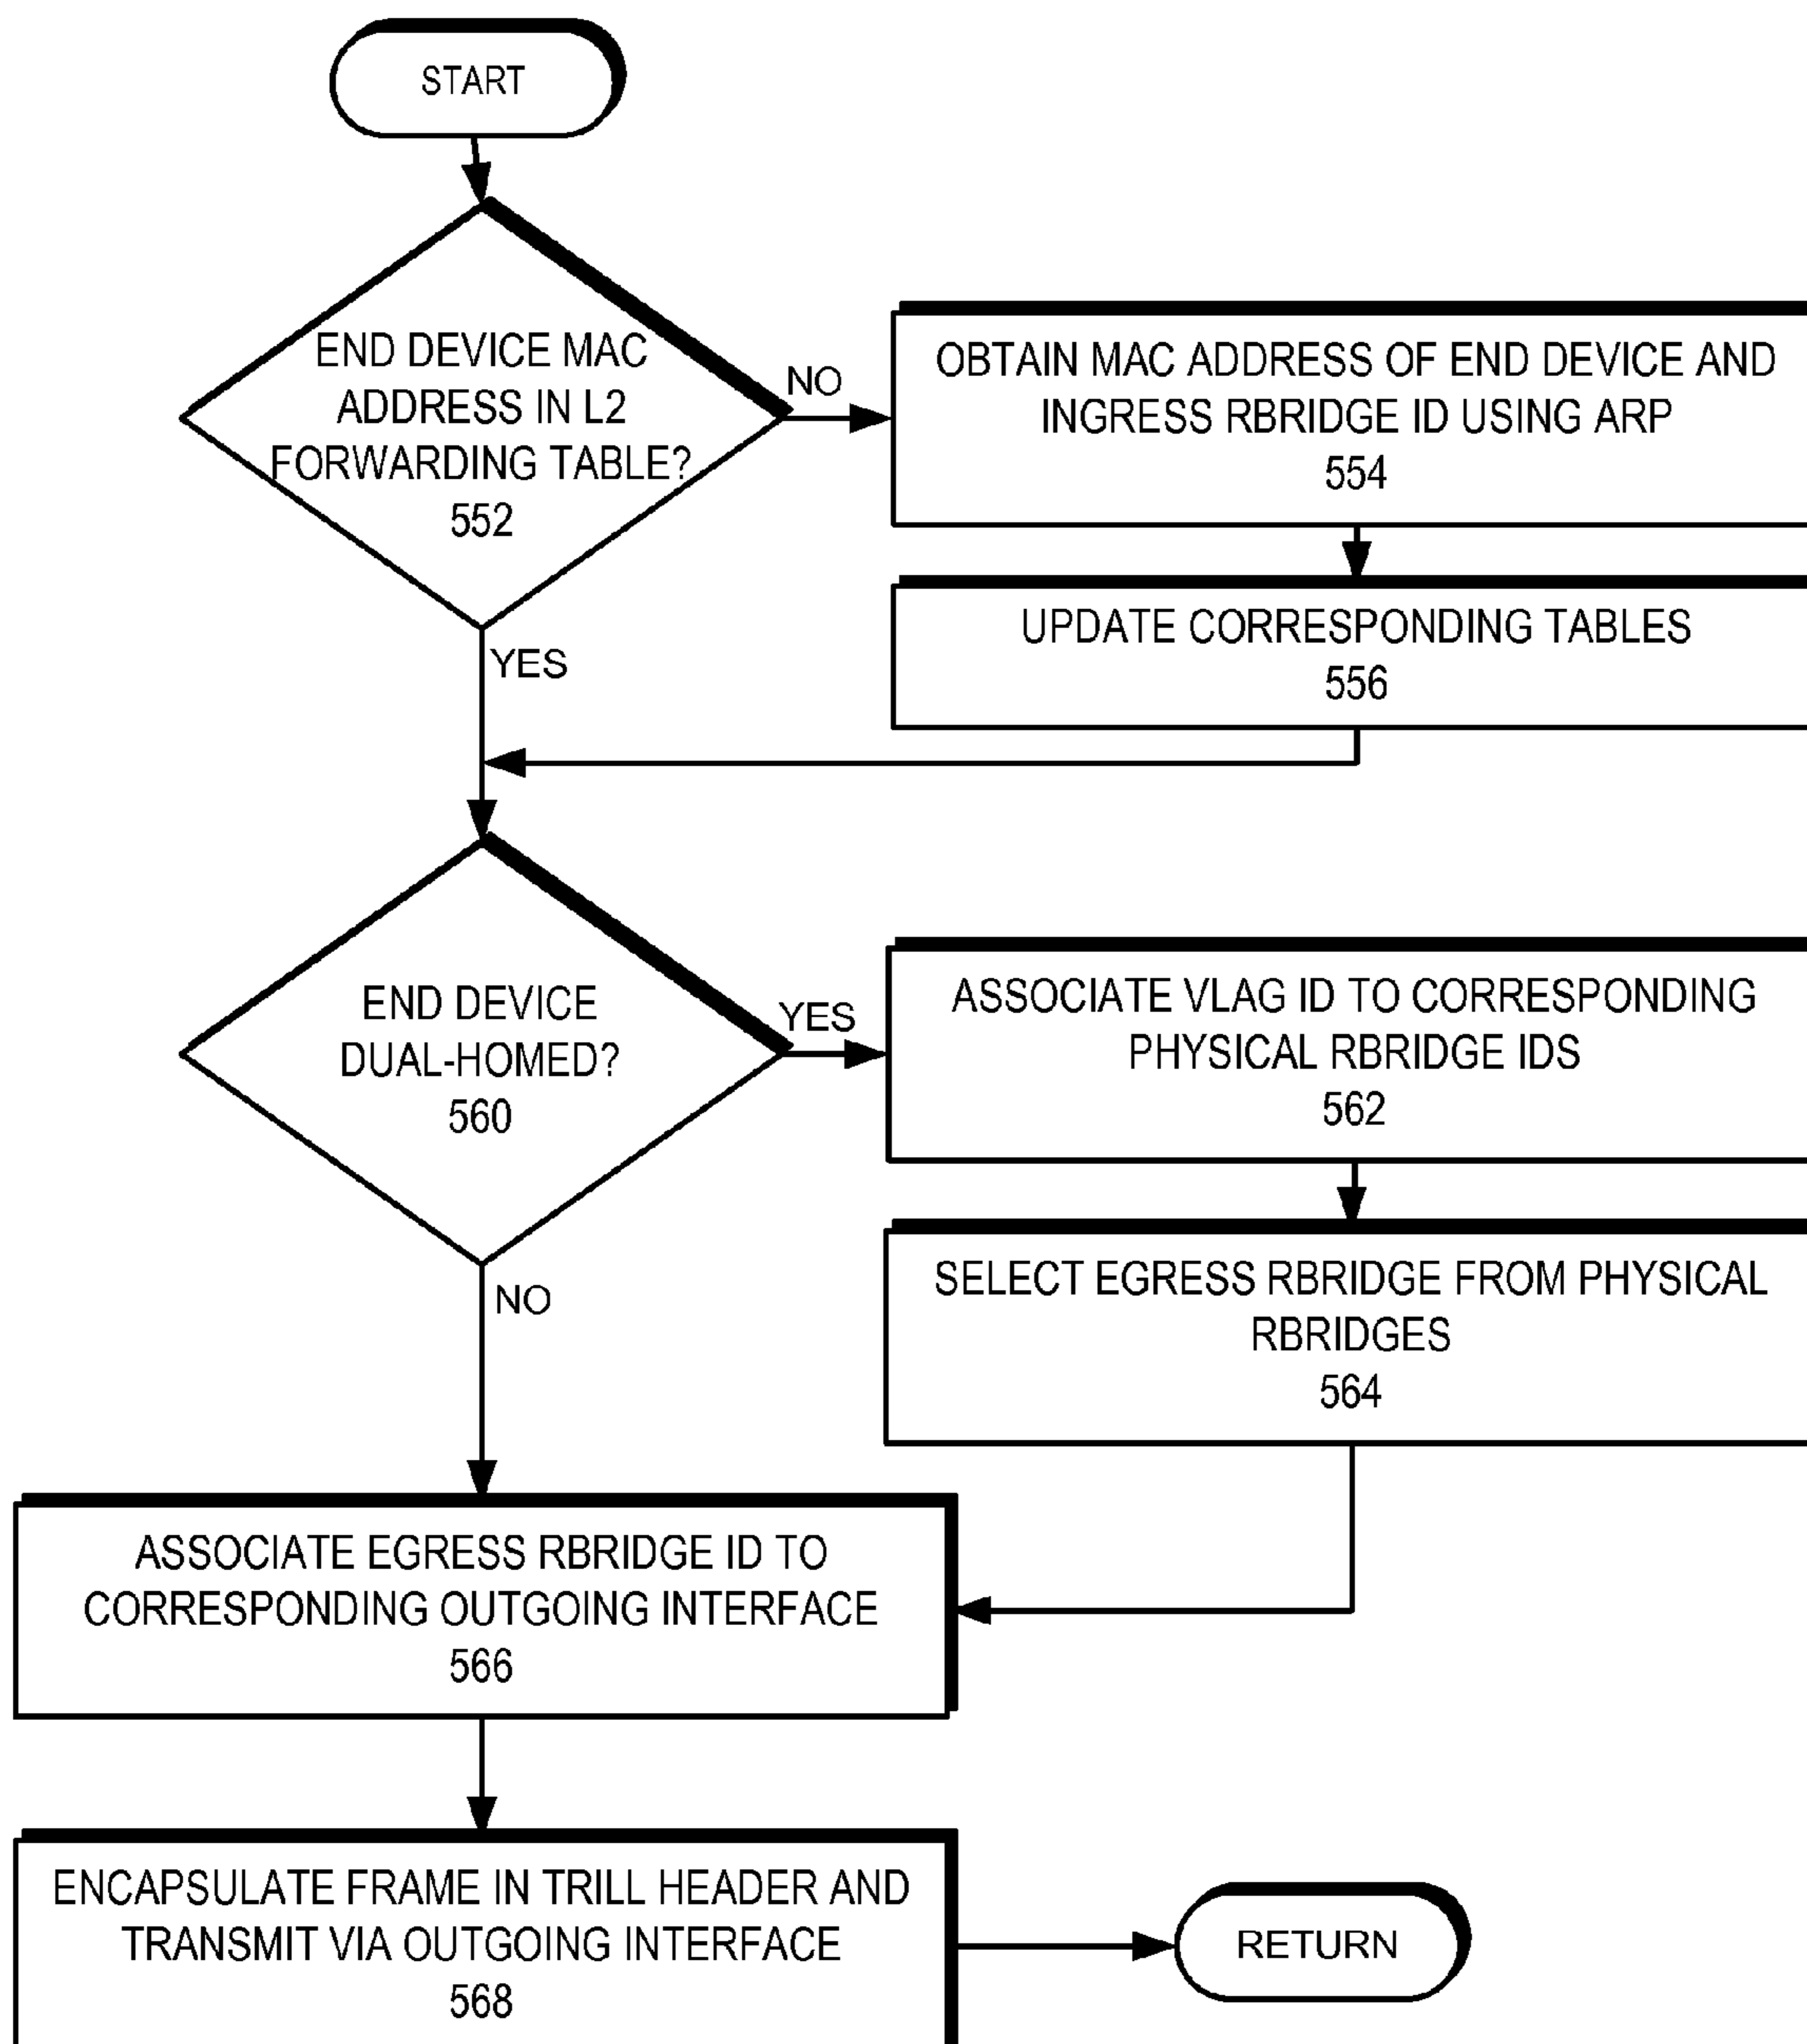 START
END DEVICE MAC
ADDRESS IN L2
FORWARDING TABLE?
552
NO
OBTAIN MAC ADDRESS OF END DEVICE AND
INGRESS RBRIDGE ID USING ARP
554
UPDATE CORRESPONDING TABLES
556
YES
END DEVICE
DUAL-HOMED?
560
YES
ASSOCIATE VLAG ID TO CORRESPONDING
PHYSICAL RBRIDGE IDS
562
SELECT EGRESS RBRIDGE FROM PHYSICAL
RBRIDGES
564
NO
ASSOCIATE EGRESS RBRIDGE ID TO
CORRESPONDING OUTGOING INTERFACE
566
ENCAPSULATE FRAME IN TRILL HEADER AND
TRANSMIT VIA OUTGOING INTERFACE
568
RETURN